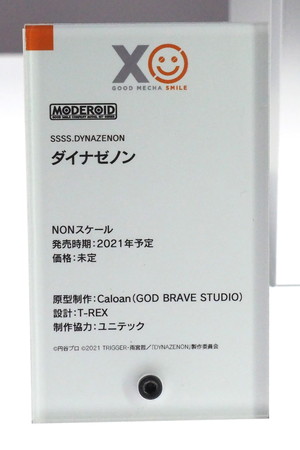 XO
GOOD MECHA SMILE
MODEROID
SSSS.DYNAZENON
ダイナゼノン
NONスケール
発売時期：2021年予定
価格：未定
原型制作：Caloan（GOD BRAVE STUDIO）
設計：T-REX
制作協力：ユニテック
©円谷プロ ©2021 TRIGGER・雨宮哲／「DYNAZENON」製作委員会